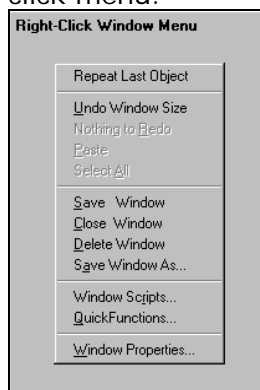 click menu.
Right-Click Window Menu
Repeat Last Object
Undo Window Size
Nothing to Redo
Paste
Select All
Save Window
Close Window
Delete Window
Save Window As...
Window Scripts...
QuickFunctions...
Window Properties...